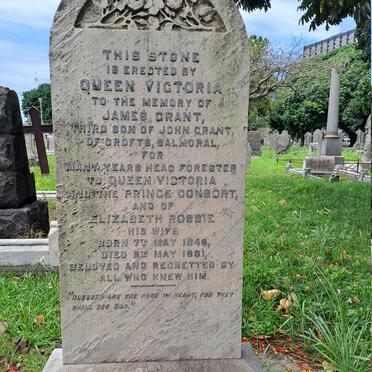 THIS STONE
IS ERECTED BY
QUEEN VICTORIA
TO THE MEMORY OF
JAMES GRANT,
THIRD SON OF JOHN GRANT,
OF CROFTS, BALMORAL,
FOR
MANY YEARS HEAD FORESTER
TO QUEEN VICTORIA
AND THE PRINCE CONSORT,
AND OF
ELIZABETH ROBBIE
HIS WIFE
BORN 7TH MAY 1848,
DIED 8TH MAY 1881,
BELOVED AND REGRETTED BY
ALL WHO KNEW HIM.
"BLESSED ARE THE PURE IN HEART, FOR THEY
SHALL SEE GOD."